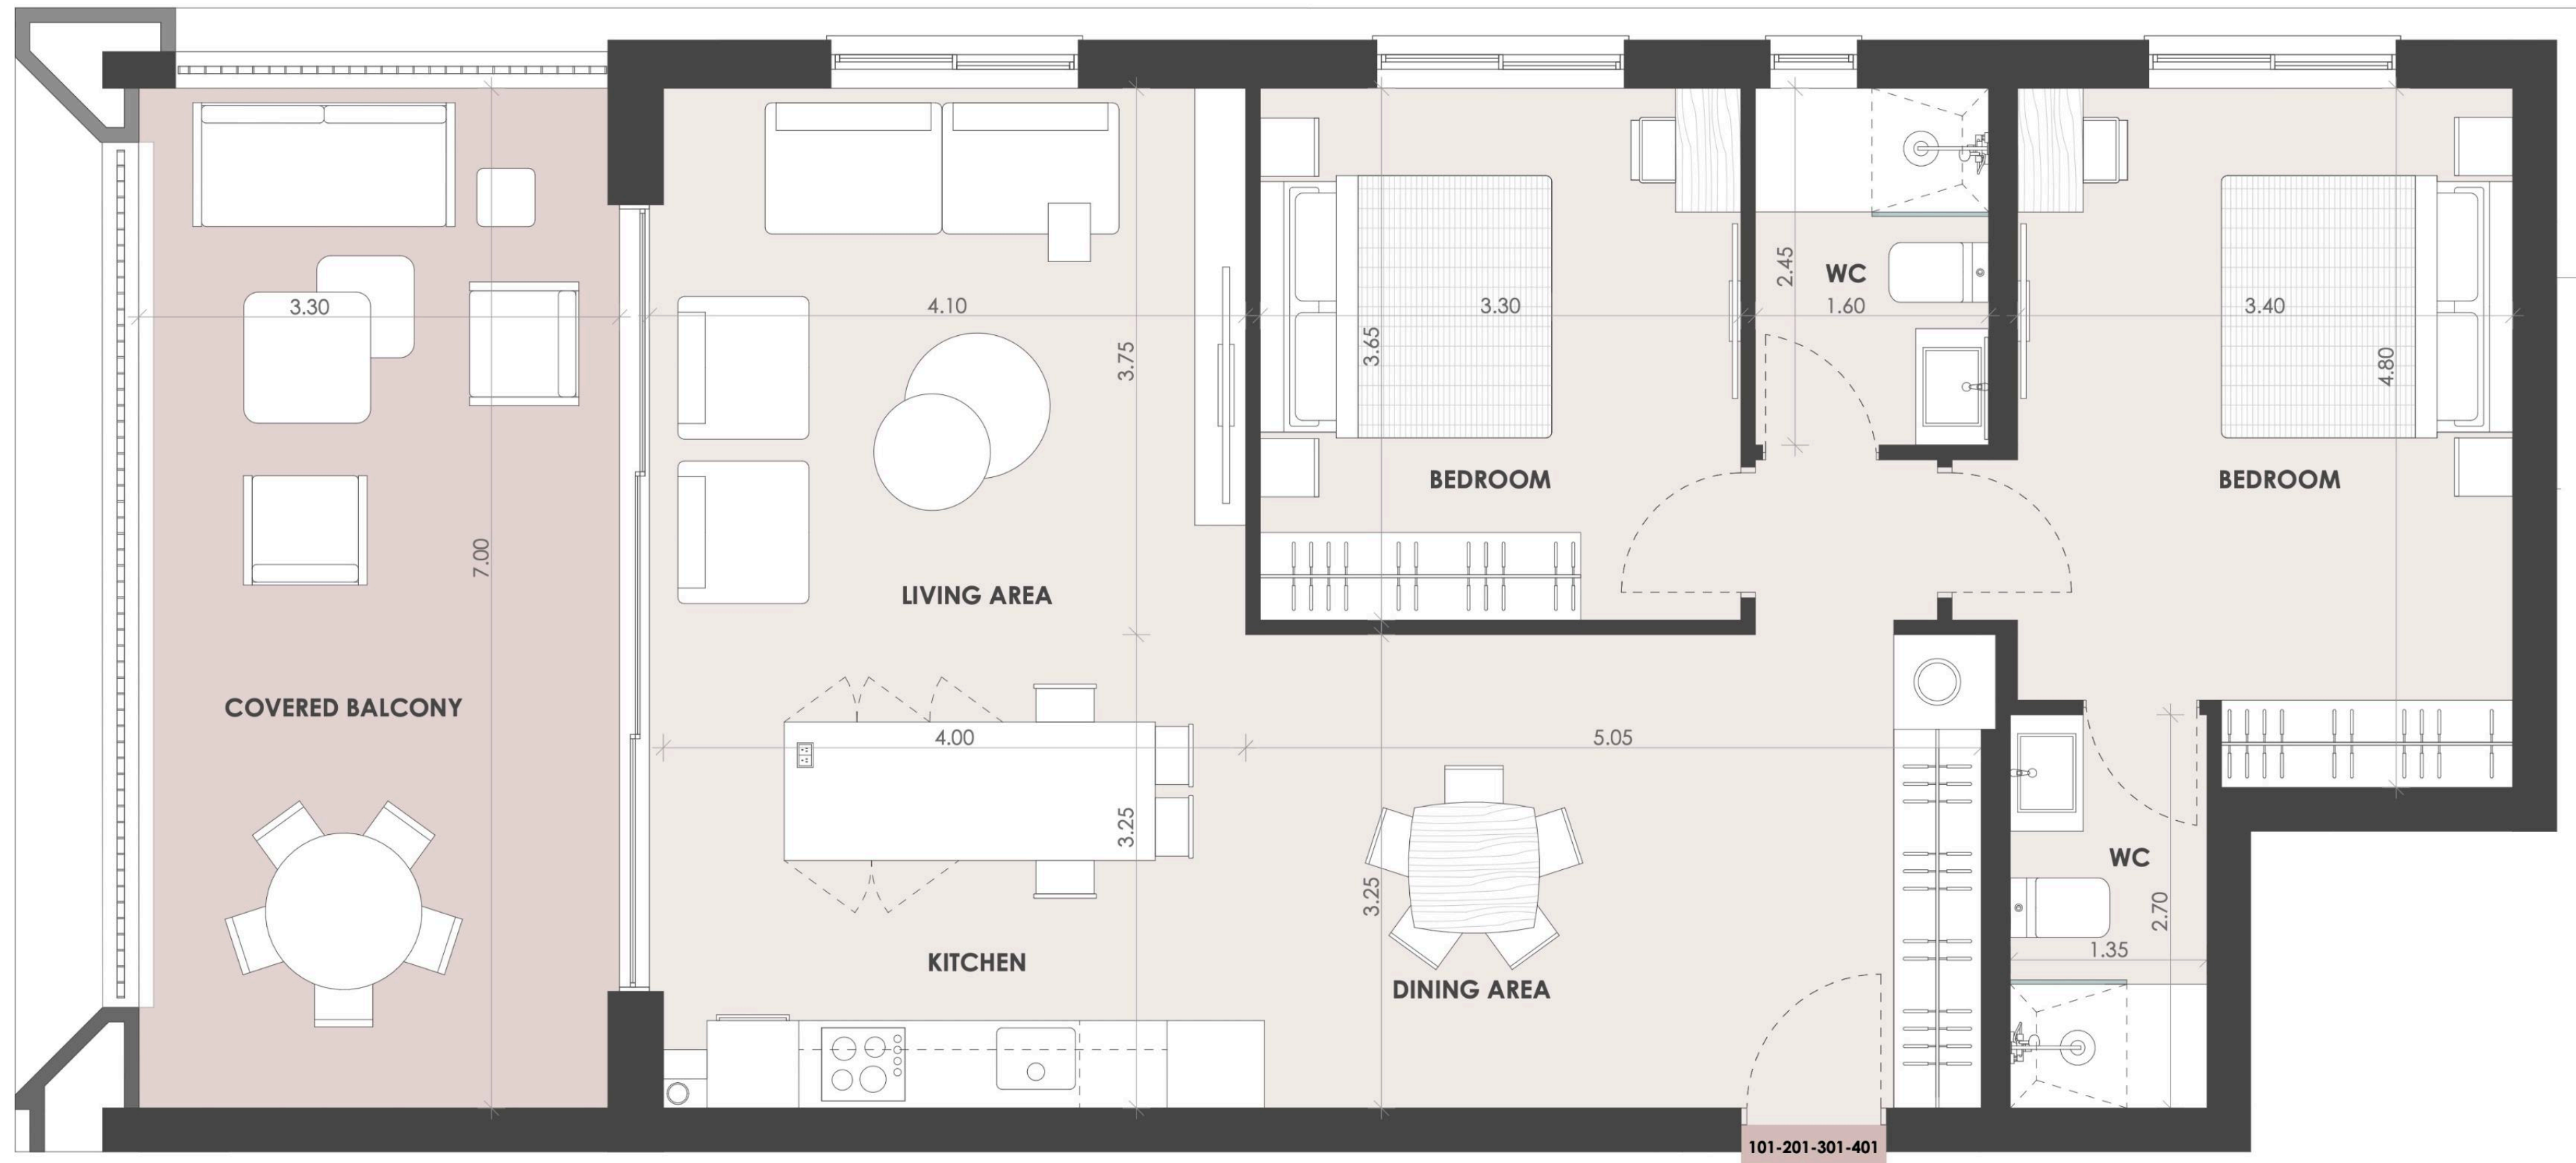 2.45
WC
3.30
4.10
3.30
1.60
3.40
3.75
3.65
4.80
BEDROOM
BEDROOM
7.00
LIVING AREA
COVERED BALCONY
4.00
5.05
3.25
WC
3.25
2.70
1.35
KITCHEN
DINING AREA
101-201-301-401